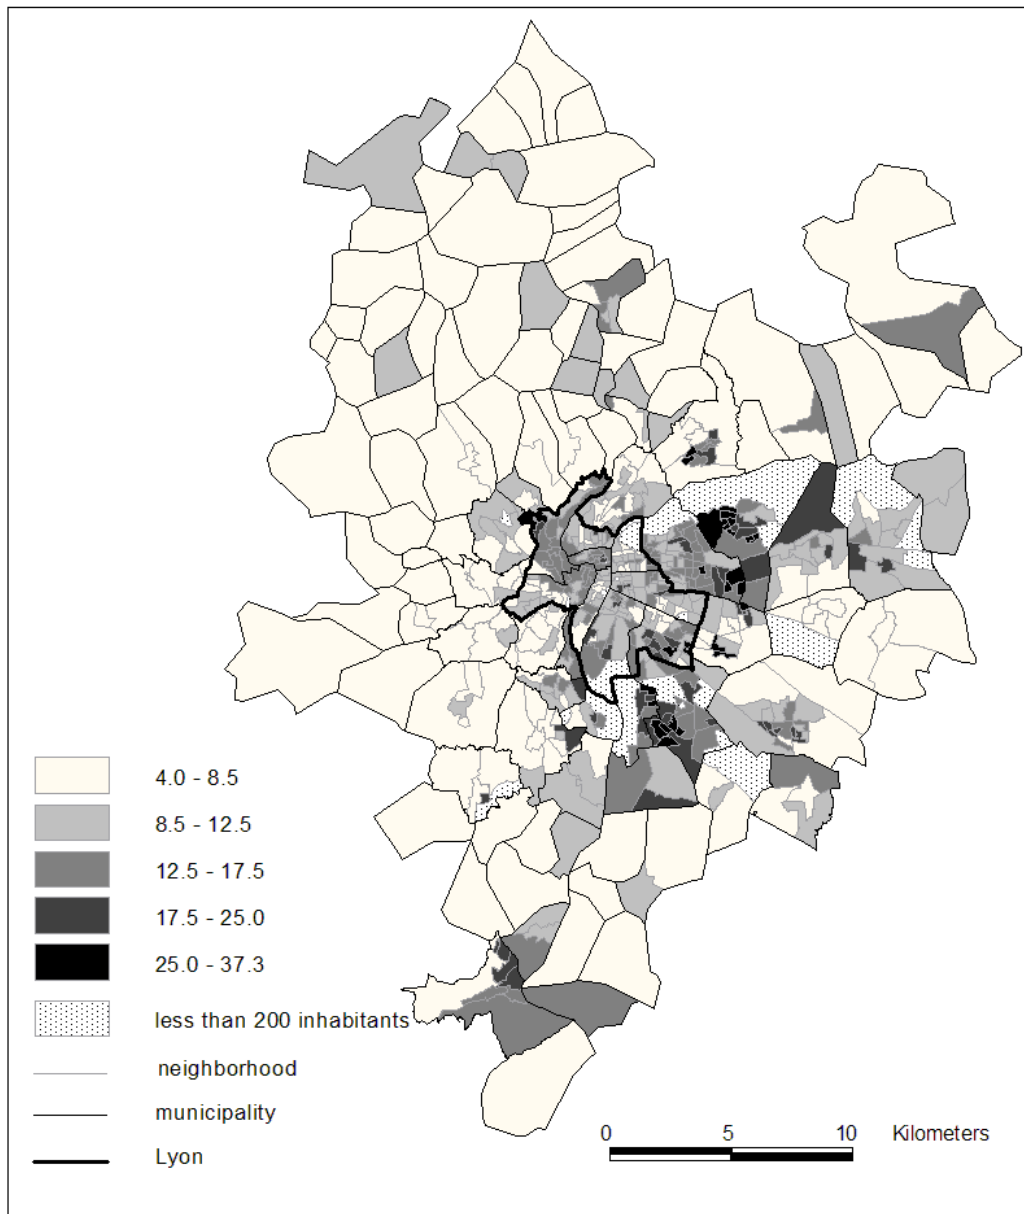 4.0 - 8.5
8.5 - 12.5
12.5 - 17.5
17.5 - 25.0
25.0 - 37.3
less than 200 inhabitants
neighborhood
municipality
Lyon
0 5 10 Kilometers